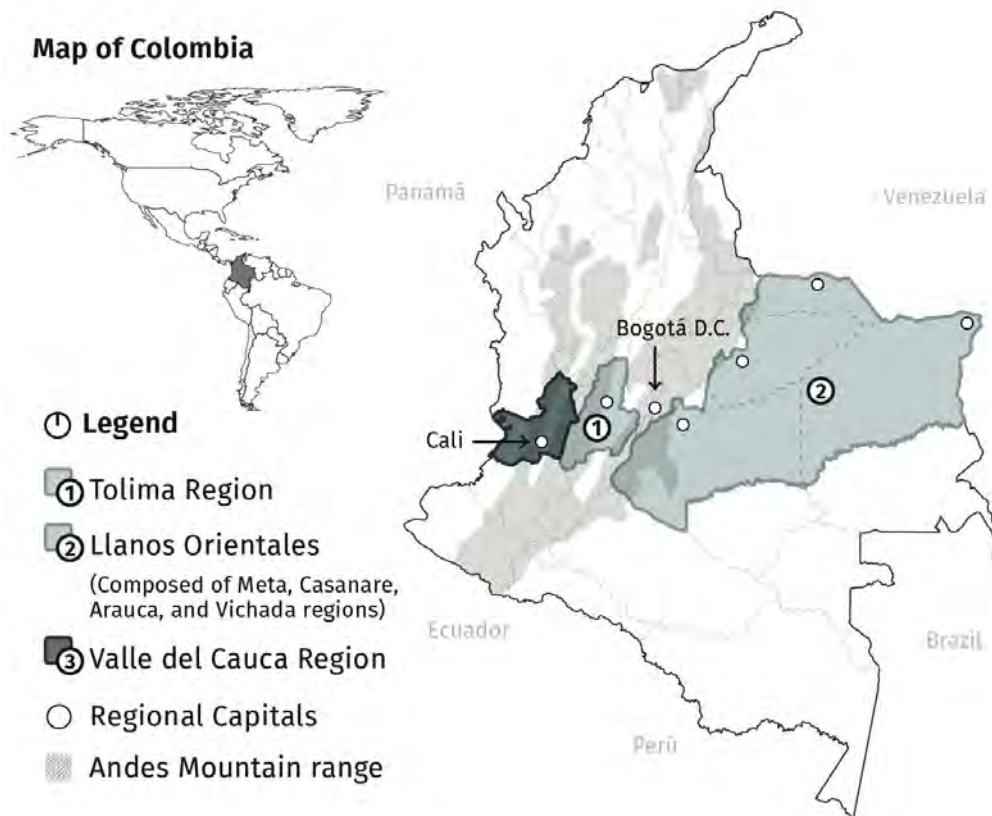 Map of Colombia
Panamá
Venezuela
Bogotá D.C.
2
1
Cali
Legend
1 Tolima Region
2 Llanos Orientales
(Composed of Meta, Casanare,
Arauca, and Vichada regions)
3 Valle del Cauca Region
Regional Capitals
Andes Mountain range
Ecuador
Brazil
Perú